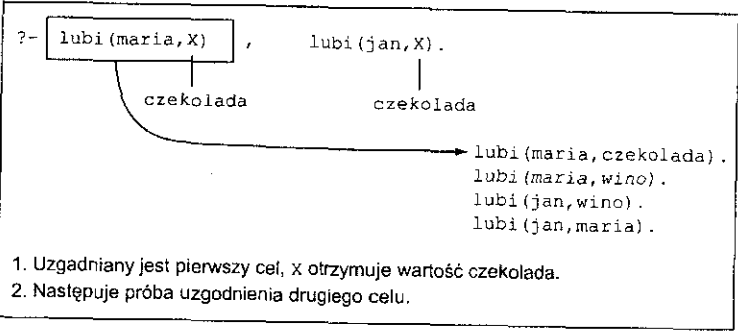 ?- lubi(maria,X) , lubi(jan,X).
czekolada czekolada
lubi(maria,czekolada).
lubi(maria,wino).
lubi(jan,wino).
lubi(jan,maria).
1. Uzgadniany jest pierwszy cel, X otrzymuje wartość czekolada.
2. Następuje próba uzgodnienia drugiego celu.